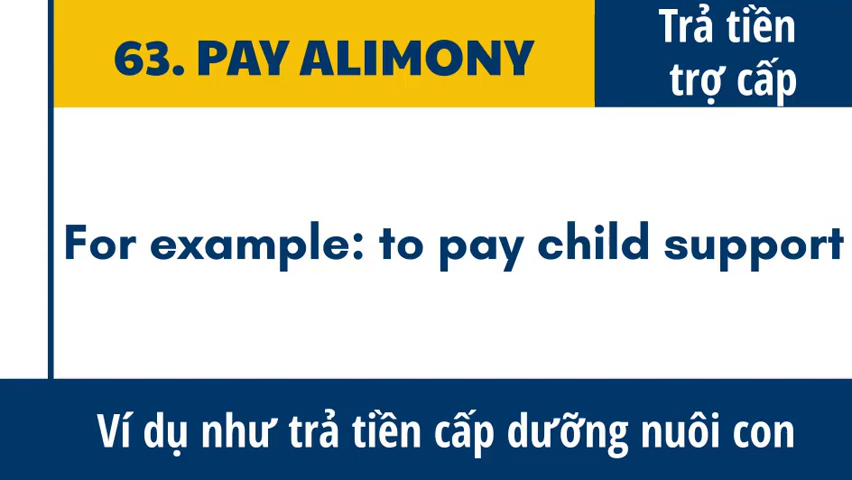 63. PAY ALIMONY
Trả tiền
trợ cấp
For example: to pay child support
Ví dụ như trả tiền cấp dưỡng nuôi con